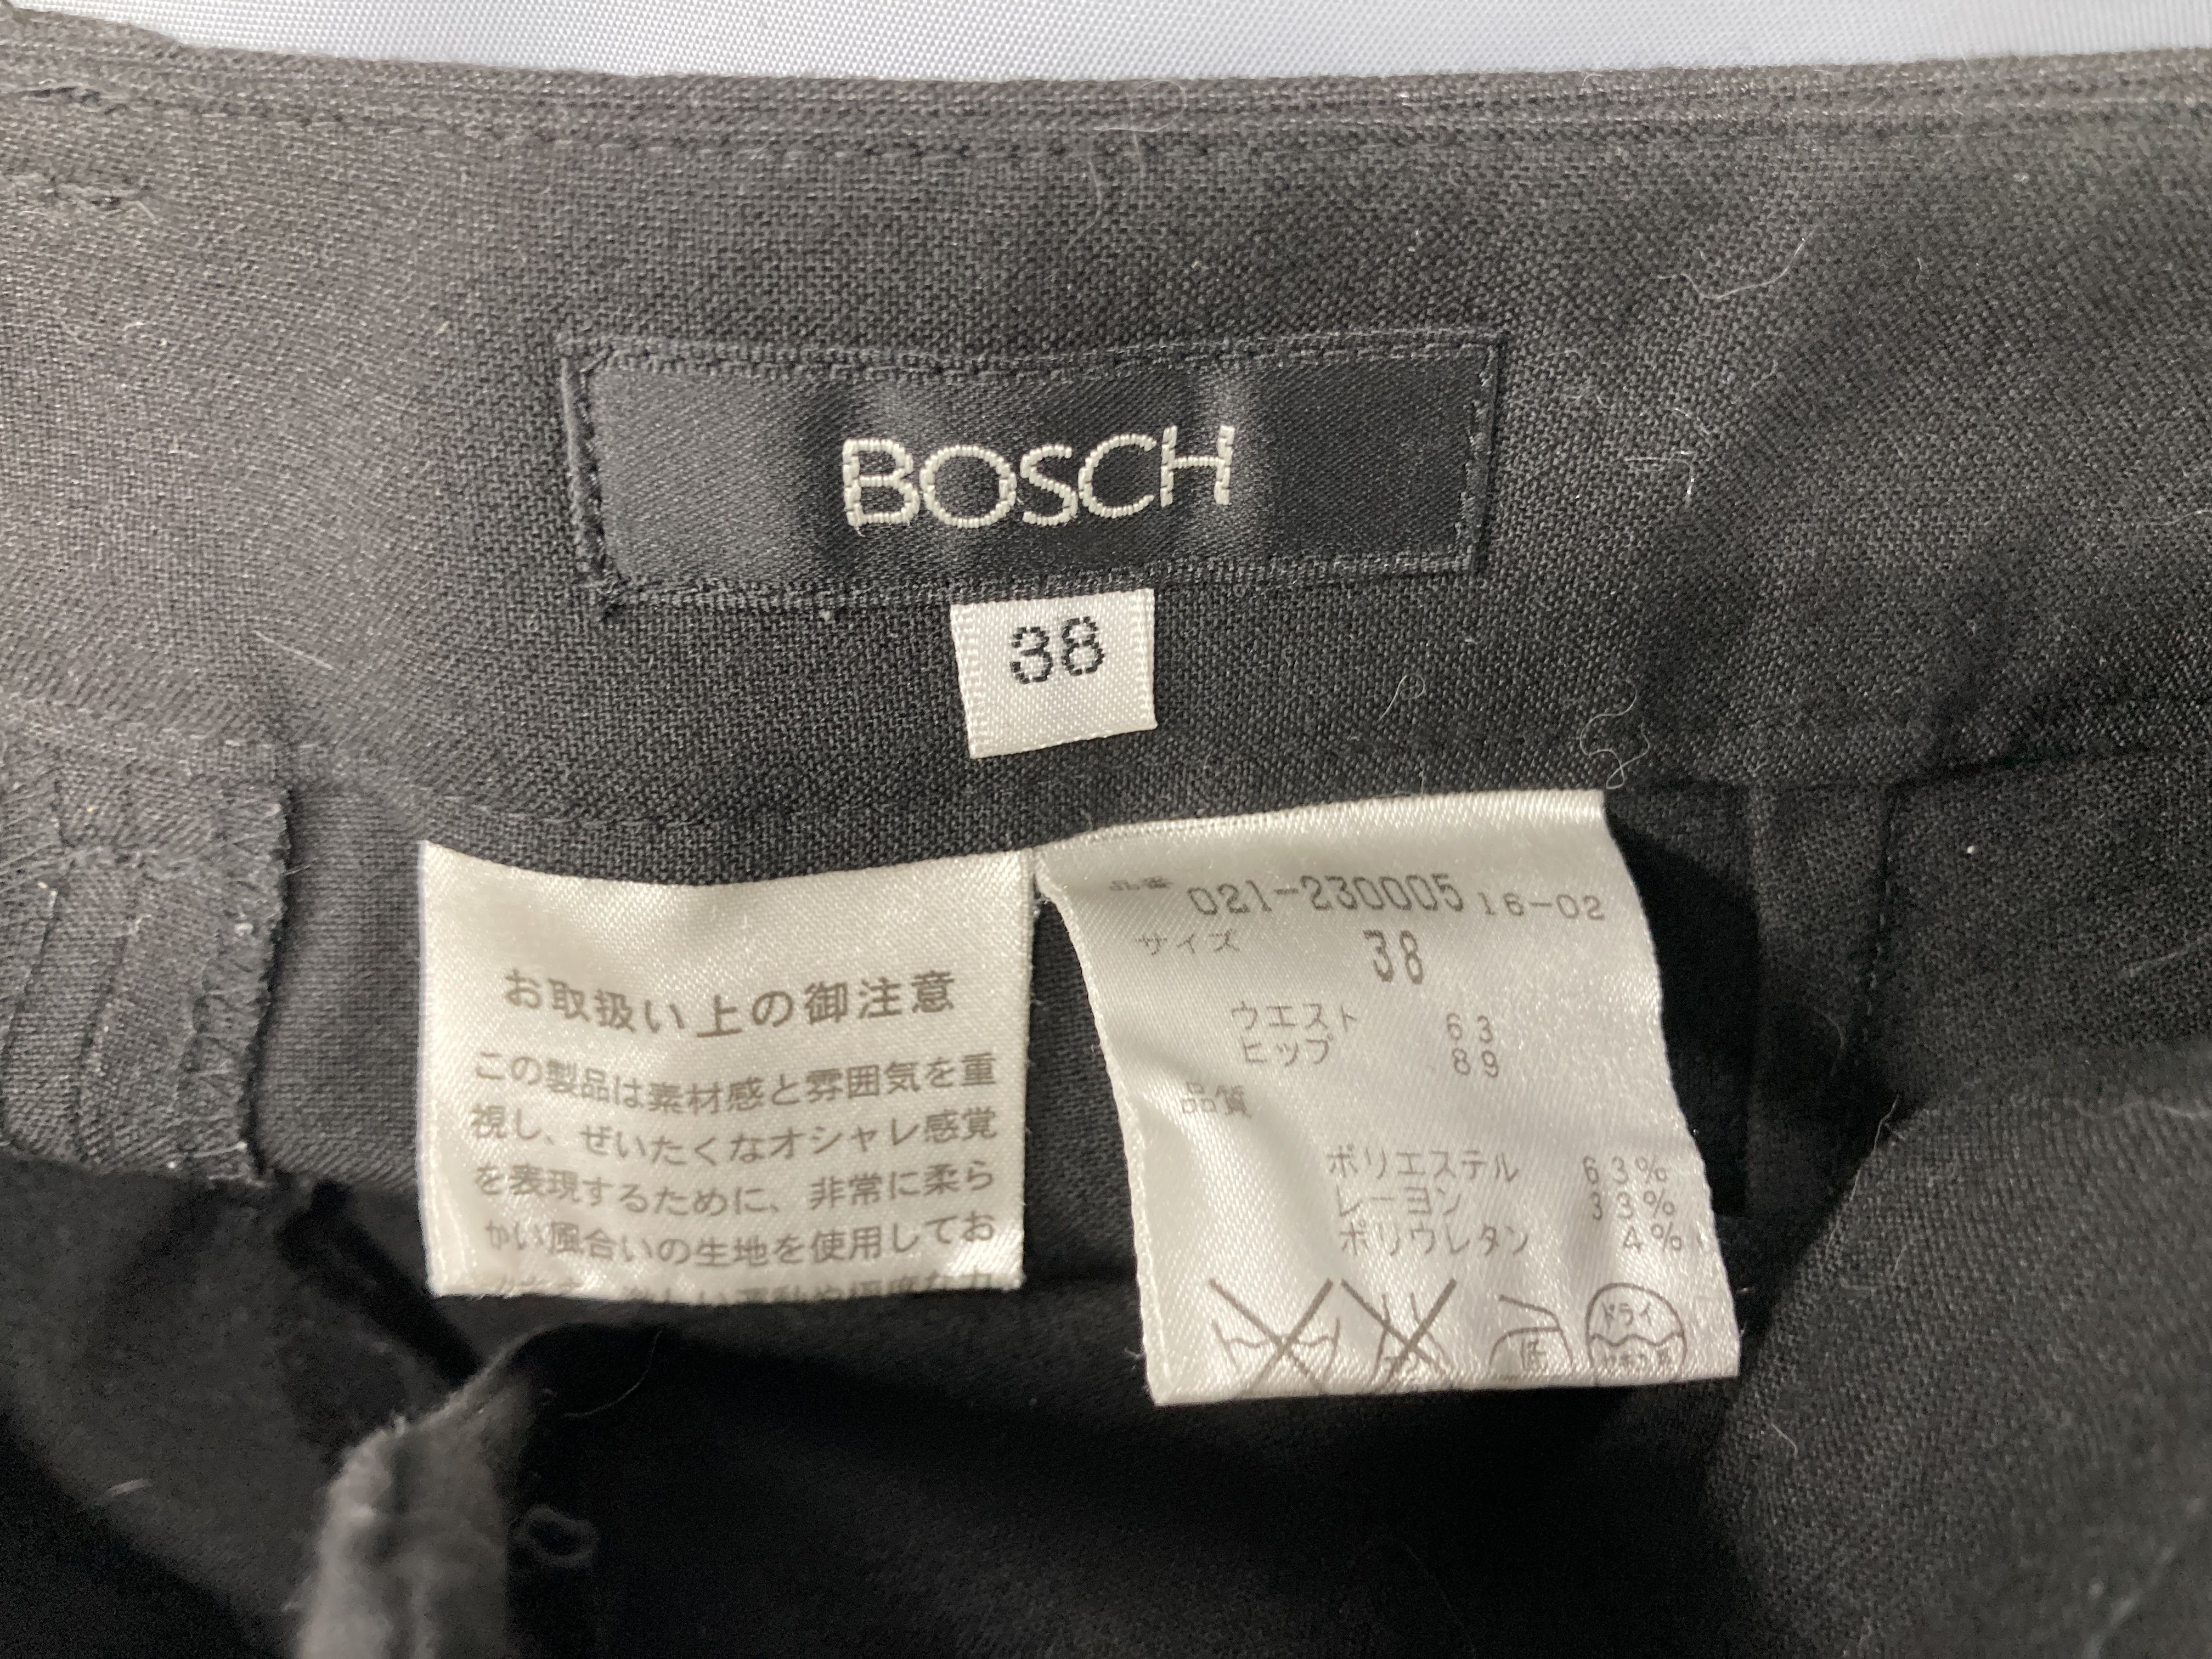 BOSCH
38
お取扱い上の御注意
この製品は素材感と雰囲気を重
視し、ぜいたくなオシャレ感覚
を表現するために、非常に柔ら
かい風合いの生地を使用してお
品番 021-230005 16-02
サイズ 38
ウエスト 63
ヒップ 89
品質
ポリエステル 63%
レーヨン 33%
ポリウレタン 4%
ドライ